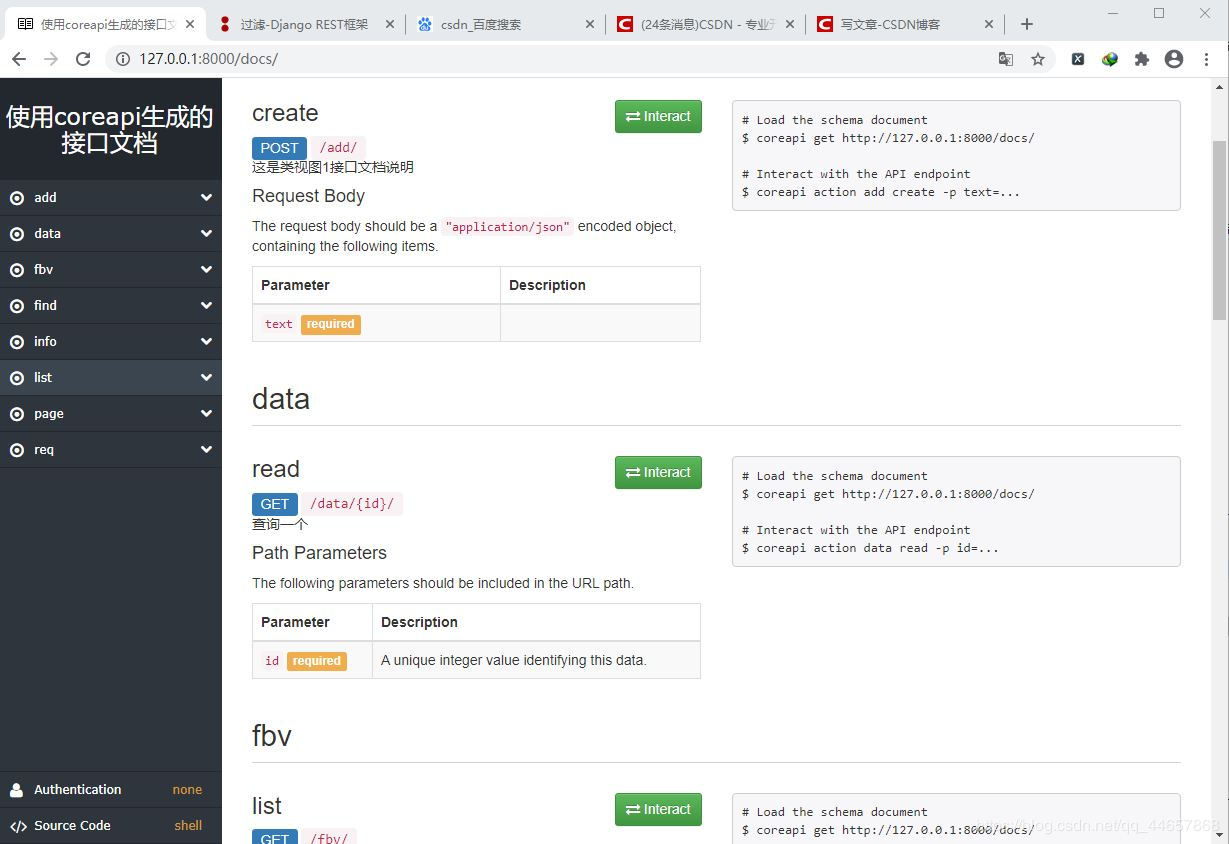 使用coreapi生成的接口文
过滤-Django REST框架
csdn_百度搜索
(24条消息)CSDN - 专业
写文章-CSDN博客
127.0.0.1:8000/docs/
使用coreapi生成的
接口文档
add
data
fbv
find
info
list
page
req
Authentication none
Source Code shell
create
Interact
POST /add/
这是类视图1接口文档说明
Request Body
The request body should be a "application/json" encoded object,
containing the following items.
Parameter Description
text required
# Load the schema document
$ coreapi get http://127.0.0.1:8000/docs/
# Interact with the API endpoint
$ coreapi action add create -p text=...
data
read
Interact
GET /data/{id}/
查询一个
Path Parameters
The following parameters should be included in the URL path.
Parameter Description
id required A unique integer value identifying this data.
# Load the schema document
$ coreapi get http://127.0.0.1:8000/docs/
# Interact with the API endpoint
$ coreapi action data read -p id=...
fbv
list
Interact
GET /fbv/
# Load the schema document
$ coreapi get http://127.0.0.1:8000/docs/
https://blog.csdn.net/qq_44657868